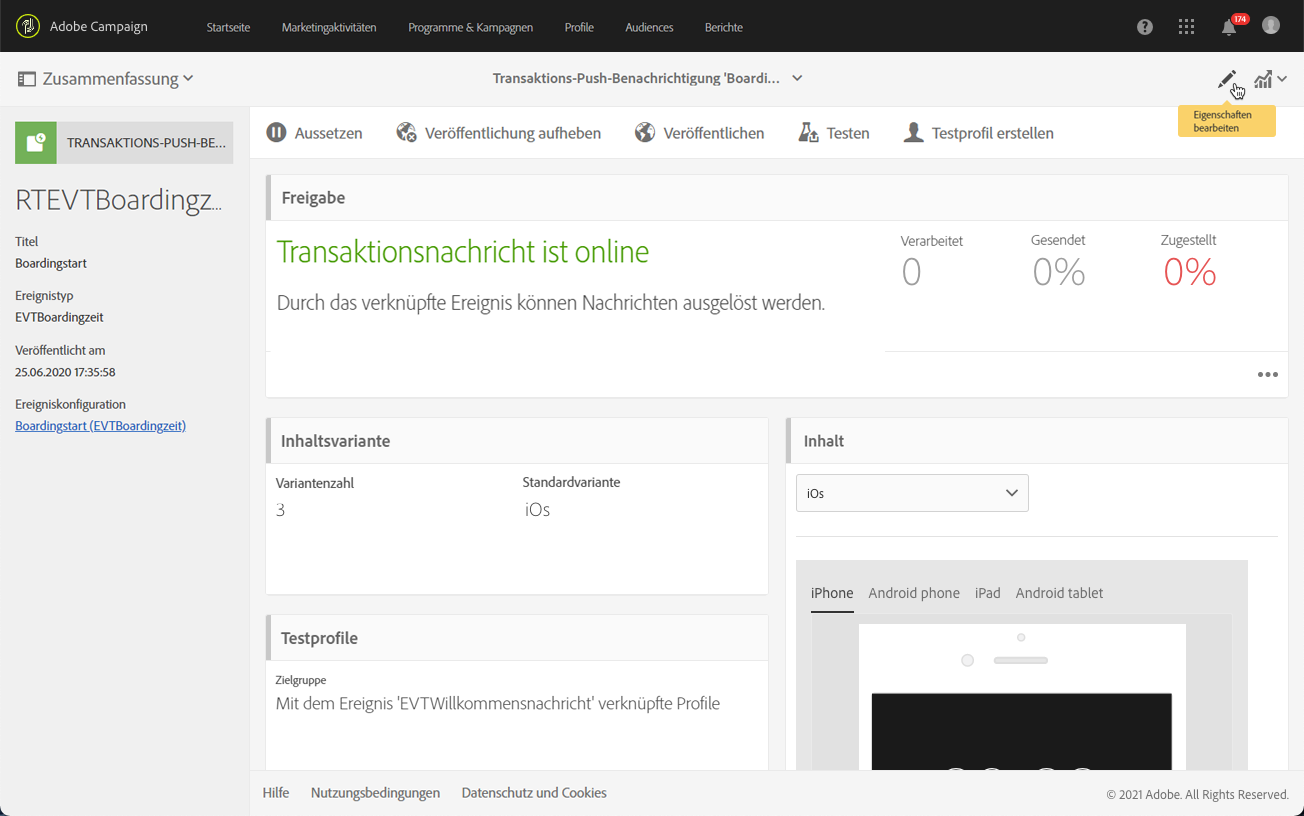 Adobe Campaign
Startseite
Marketingaktivitäten
Programme & Kampagnen
Profile
Audiences
Berichte
174
Zusammenfassung
Transaktions-Push-Benachrichtigung 'Boardi...
Eigenschaften
bearbeiten
TRANSAKTIONS-PUSH-BE...
RTEVTBoardingz...
Titel
Boardingstart
Ereignistyp
EVTBoardingzeit
Veröffentlicht am
25.06.2020 17:35:58
Ereigniskonfiguration
Boardingstart (EVTBoardingzeit)
Aussetzen
Veröffentlichung aufheben
Veröffentlichen
Testen
Testprofil erstellen
Freigabe
Transaktionsnachricht ist online
Durch das verknüpfte Ereignis können Nachrichten ausgelöst werden.
Verarbeitet
0
Gesendet
0%
Zugestellt
0%
Inhaltsvariante
Variantenzahl
3
Standardvariante
iOs
Testprofile
Zielgruppe
Mit dem Ereignis 'EVTWillkommensnachricht' verknüpfte Profile
Inhalt
iOs
iPhone
Android phone
iPad
Android tablet
Hilfe
Nutzungsbedingungen
Datenschutz und Cookies
© 2021 Adobe. All Rights Reserved.